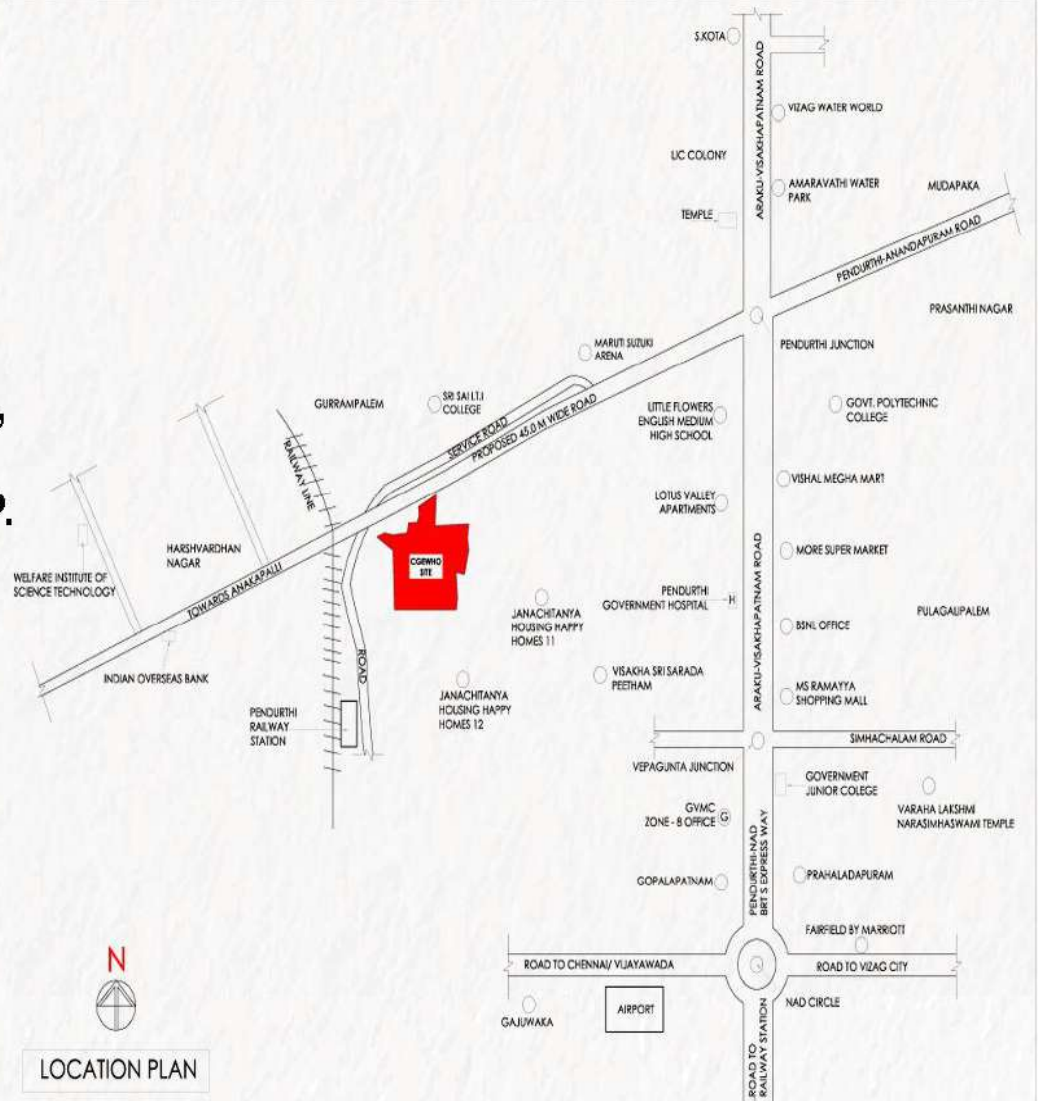 S.KOTA
ARAKU-VISAKHAPATNAM ROAD
VIZAG WATER WORLD
LIC COLONY
AMARAVATHI WATER
PARK
MUDAPAKA
TEMPLE
PENDURTHI-ANANDAPURAM ROAD
PRASANTHI NAGAR
PENDURTHI JUNCTION
MARUTI SUZUKI
ARENA
GURRAMPALEM
SRI SAI I.T.I
COLLEGE
SERVICE ROAD
PROPOSED 45.0 M WIDE ROAD
LITTLE FLOWERS
ENGLISH MEDIUM
HIGH SCHOOL
GOVT. POLYTECHNIC
COLLEGE
,
RAILWAY LINE
VISHAL MEGHA MART
LOTUS VALLEY
APARTMENTS
P.
HARSHVARDHAN
NAGAR
CGEWHO
SITE
ARAKU-VISAKHAPATNAM ROAD
MORE SUPER MARKET
WELFARE INSTITUTE OF
SCIENCE TECHNOLOGY
TOWARDS ANAKAPALLI
PENDURTHI
GOVERNMENT HOSPITAL
H
JANACHITANYA
HOUSING HAPPY
HOMES 11
BSNL OFFICE
PULAGALIPALEM
INDIAN OVERSEAS BANK
ROAD
VISAKHA SRI SARADA
PEETHAM
JANACHITANYA
HOUSING HAPPY
HOMES 12
MS RAMAYYA
SHOPPING MALL
PENDURTHI
RAILWAY
STATION
SIMHACHALAM ROAD
VEPAGUNTA JUNCTION
GOVERNMENT
JUNIOR COLEGE
GVMC
ZONE - 8 OFFICE
G
VARAHA LAKSHMI
NARASIMHASWAMI TEMPLE
PENDURTHI-NAD
BRT S EXPRESS WAY
GOPALAPATNAM
PRAHALADAPURAM
FAIRFIELD BY MARRIOTT
ROAD TO CHENNAI/ VIJAYAWADA
ROAD TO VIZAG CITY
NAD CIRCLE
GAJUWAKA
AIRPORT
ROAD TO
RAILWAY STATION
N
LOCATION PLAN